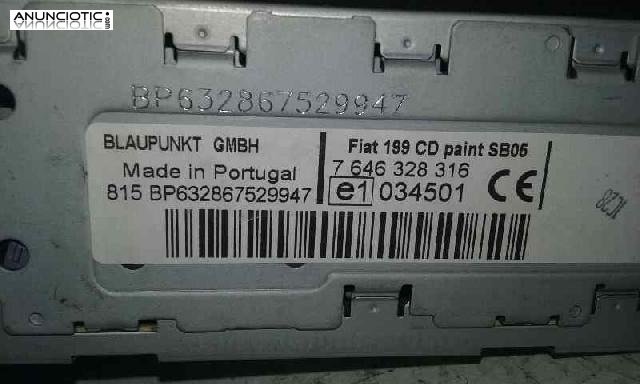 ANUNCIOTIC.com
BP632867529947
BLAUPUNKT GMBH
Made in Portugal
815 BP632867529947
Fiat 199 CD paint SB05
7 646 328 316
e1 034501 CE